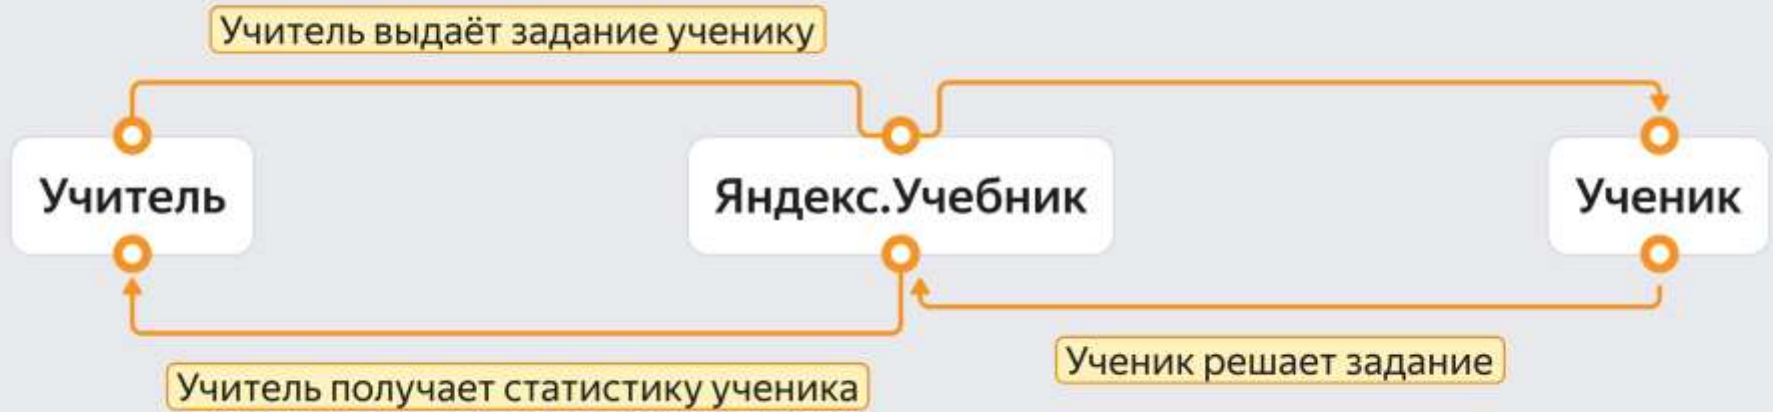 Учитель выдаёт задание ученику
Учитель
Яндекс.Учебник
Ученик
Ученик решает задание
Учитель получает статистику ученика